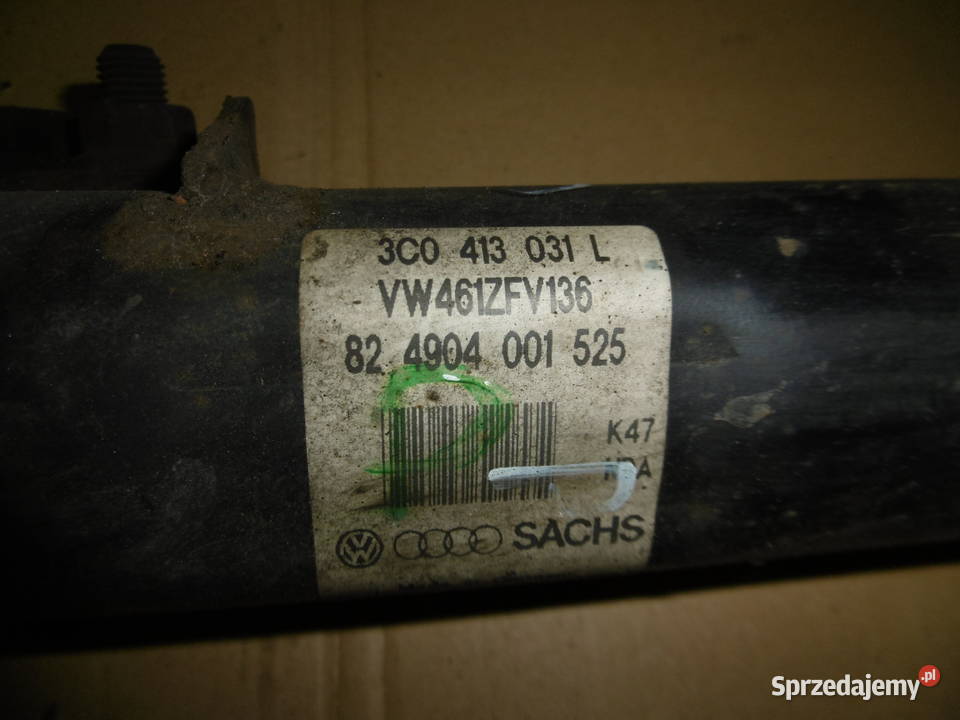 3C0 413 031 L
VW461ZFV136
82 4904 001 525
K47
SACHS
Sprzedajemy.pl